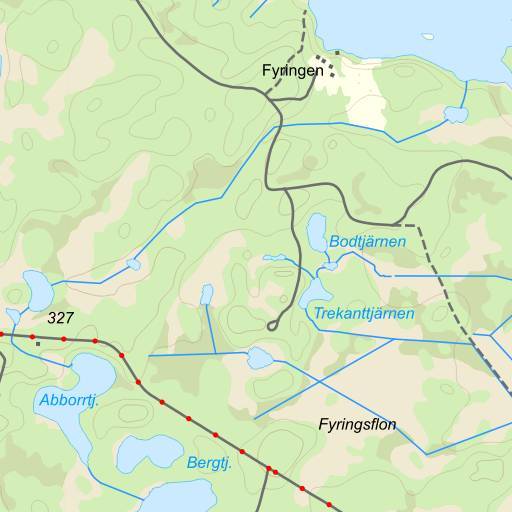 Fyringen
Bodtjärnen
Trekanttjärnen
327
Abborrtj.
Fyringsflon
Bergtj.